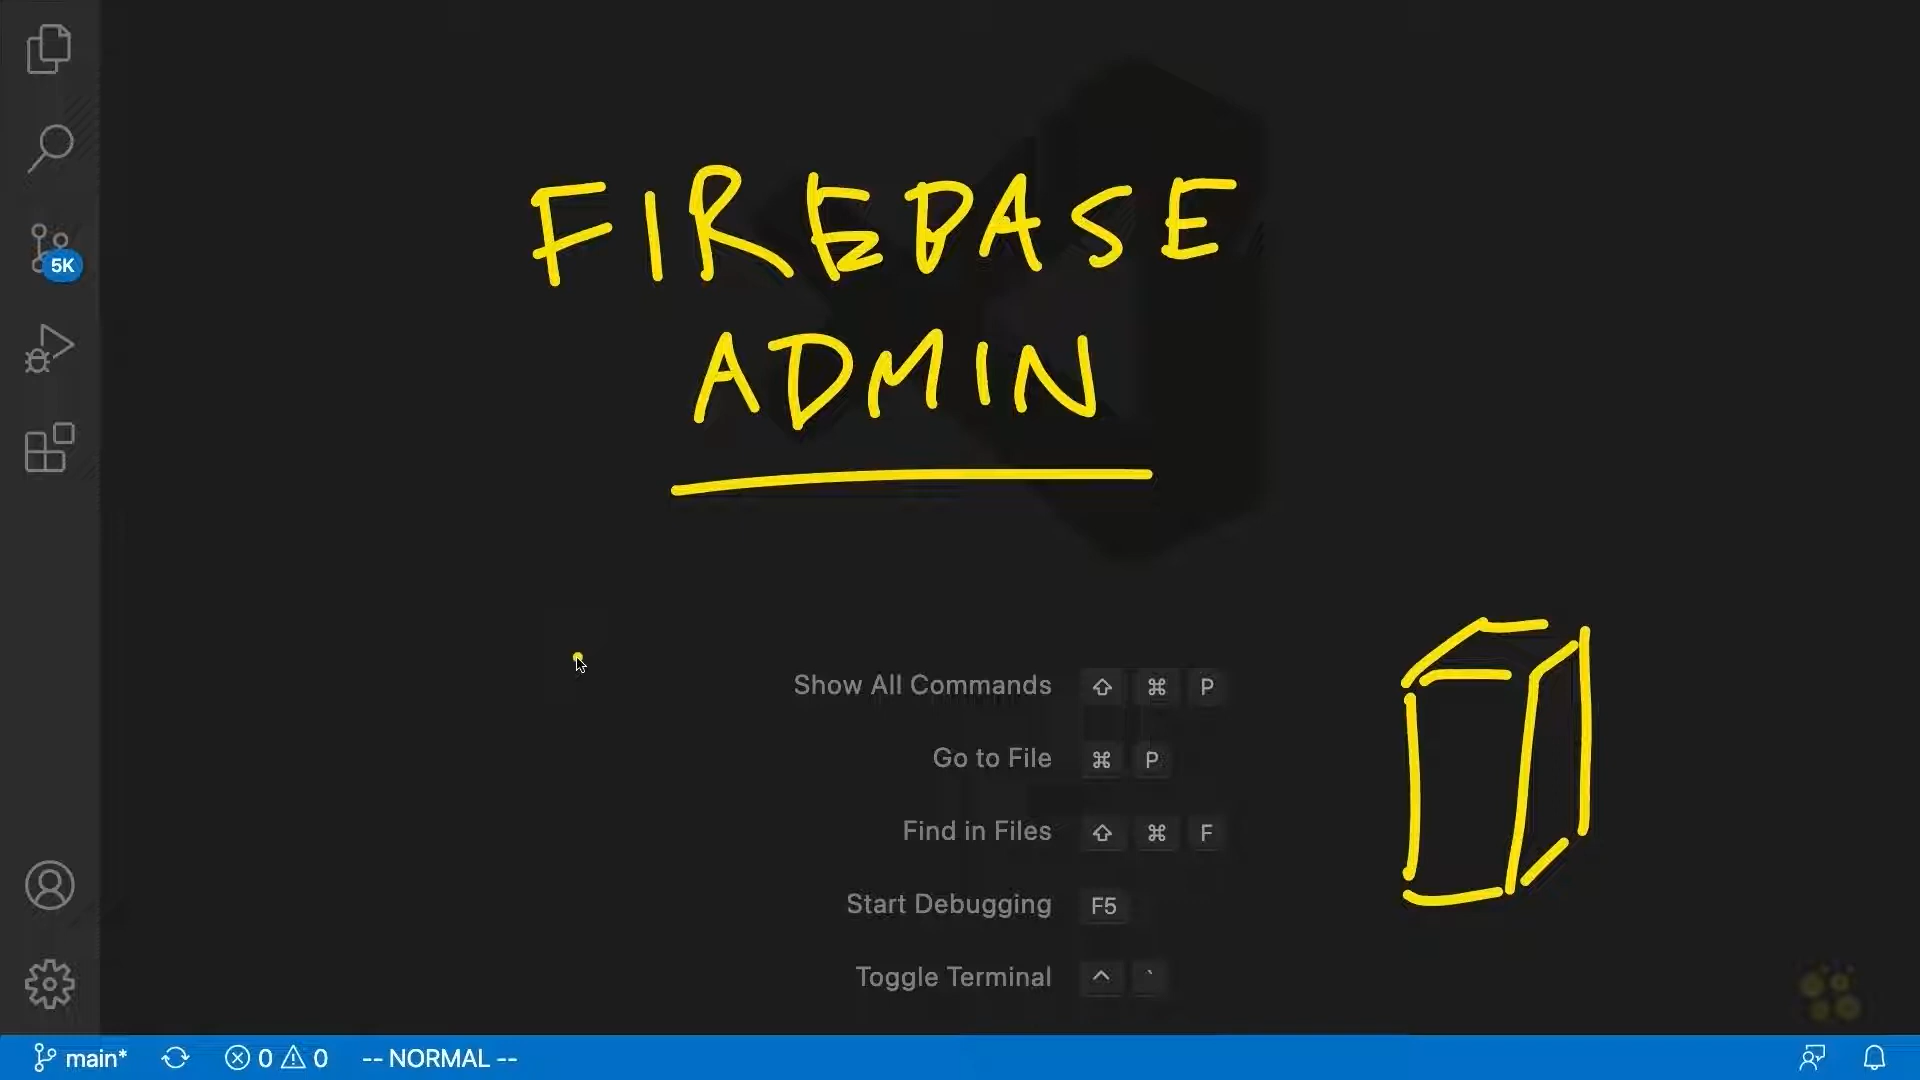 FIREBASE
ADMIN
5K
Show All Commands ⇧ ⌘ P
Go to File ⌘ P
Find in Files ⇧ ⌘ F
Start Debugging F5
Toggle Terminal ^ `
main* 0 0 -- NORMAL --